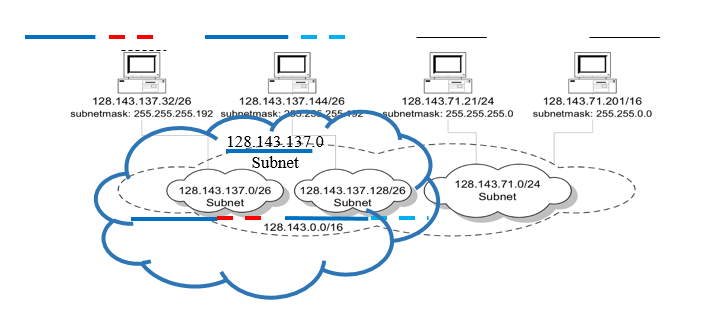 128.143.137.32/26
subnetmask: 255.255.255.192
128.143.137.144/26
subnetmask: 255.255.255.192
128.143.71.21/24
subnetmask: 255.255.255.0
128.143.71.201/16
subnetmask: 255.255.0.0
128.143.137.0
Subnet
128.143.137.0/26
Subnet
128.143.137.128/26
Subnet
128.143.71.0/24
Subnet
128.143.0.0/16